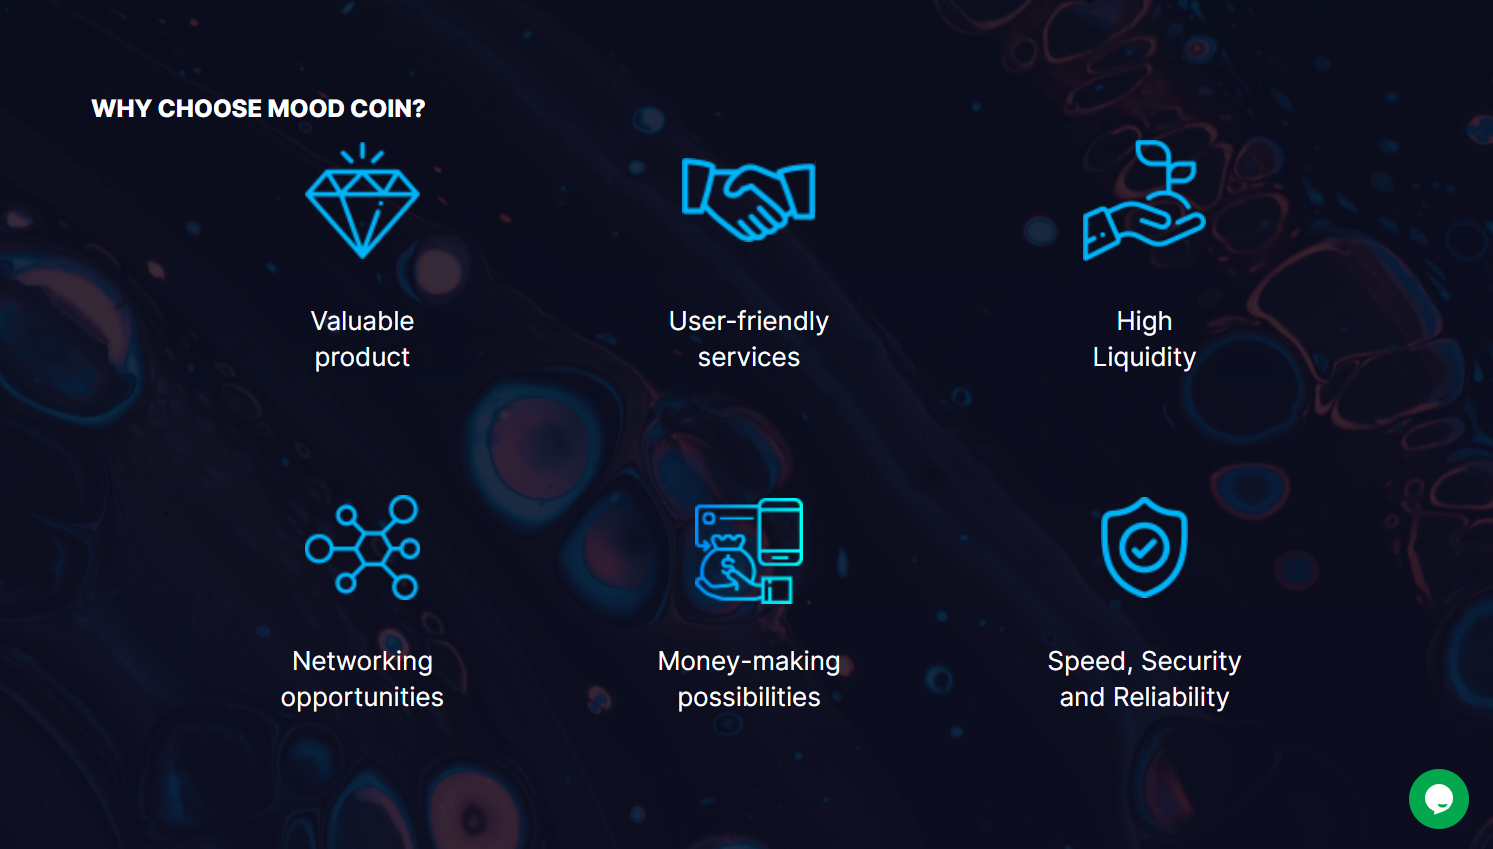 WHY CHOOSE MOOD COIN?
Valuable
product
User-friendly
services
High
Liquidity
Networking
opportunities
Money-making
possibilities
Speed, Security
and Reliability